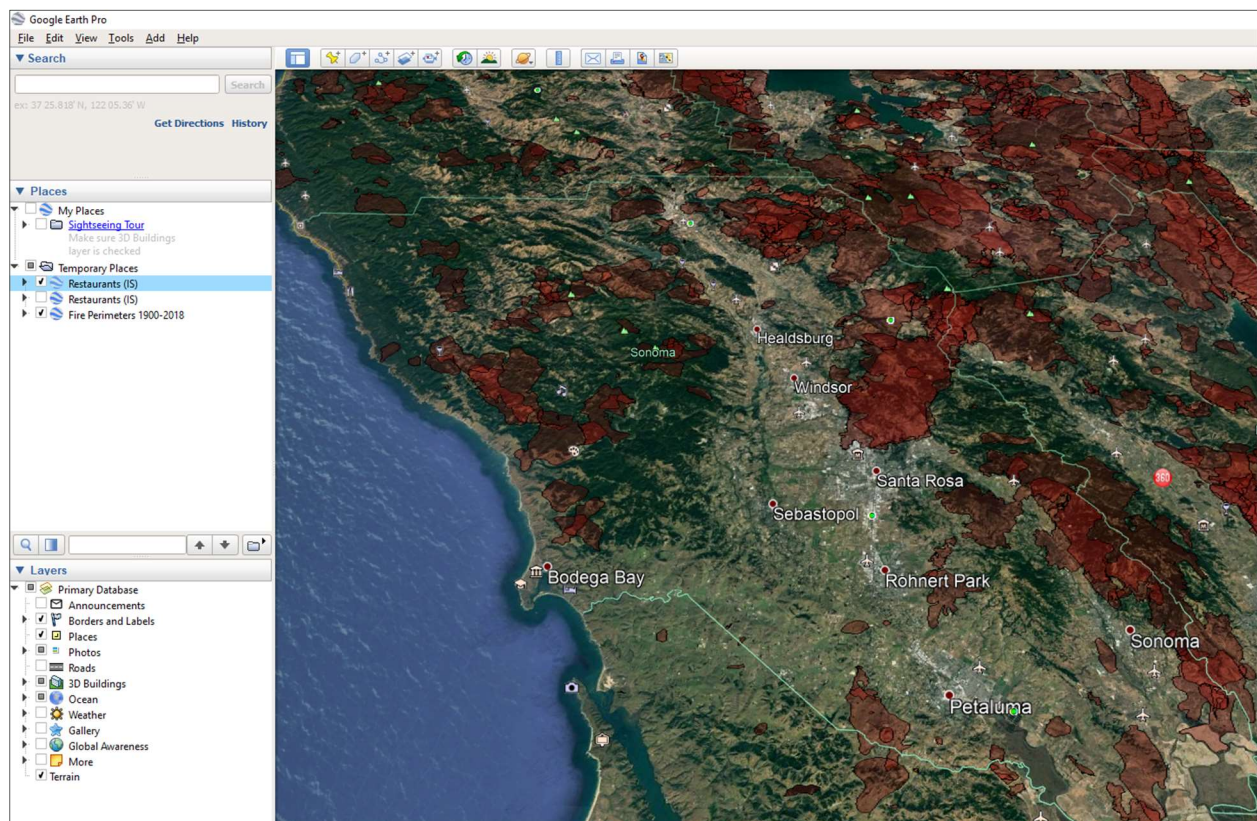 Google Earth Pro
File Edit View Tools Add Help
Search
Search
ex: 37 25.818' N, 122 05.36' W
Get Directions History
Places
My Places
Sightseeing Tour
Make sure 3D Buildings
layer is checked
Temporary Places
Restaurants (IS)
Restaurants (IS)
Fire Perimeters 1900-2018
Layers
Primary Database
Announcements
Borders and Labels
Places
Photos
Roads
3D Buildings
Ocean
Weather
Gallery
Global Awareness
More
Terrain
Healdsburg
Sonoma
Windsor
Santa Rosa
360
Sebastopol
Bodega Bay
Rohnert Park
Sonoma
Petaluma